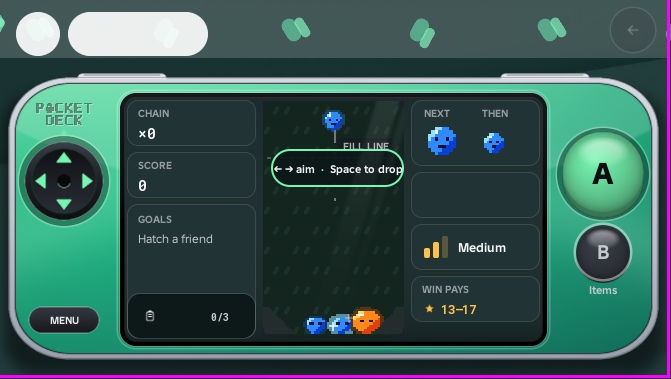 POCKET
DECK
CHAIN
×0
SCORE
0
GOALS
Hatch a friend
0/3
MENU
FILL LINE
←→ aim · Space to drop
NEXT THEN
Medium
WIN PAYS
★ 13–17
A
B
Items